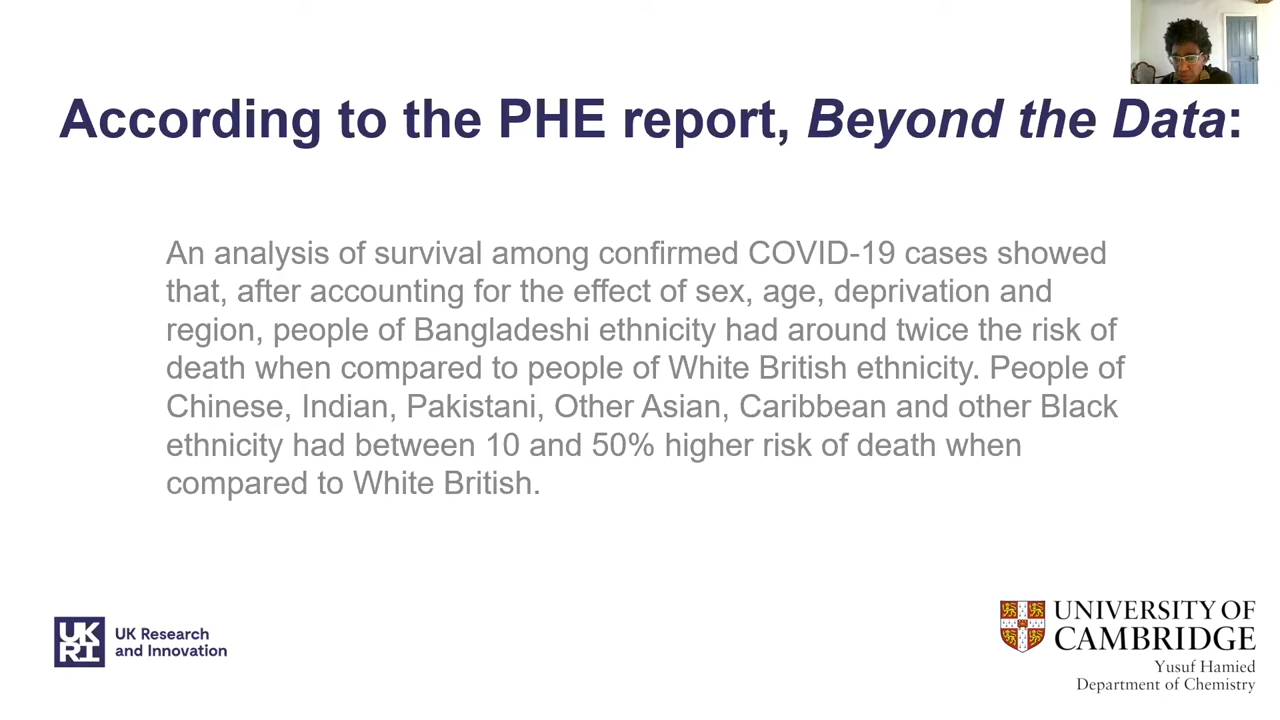 According to the PHE report, Beyond the Data:
An analysis of survival among confirmed COVID-19 cases showed
that, after accounting for the effect of sex, age, deprivation and
region, people of Bangladeshi ethnicity had around twice the risk of
death when compared to people of White British ethnicity. People of
Chinese, Indian, Pakistani, Other Asian, Caribbean and other Black
ethnicity had between 10 and 50% higher risk of death when
compared to White British.
UK
RI
UK Research
and Innovation
UNIVERSITY OF
CAMBRIDGE
Yusuf Hamied
Department of Chemistry